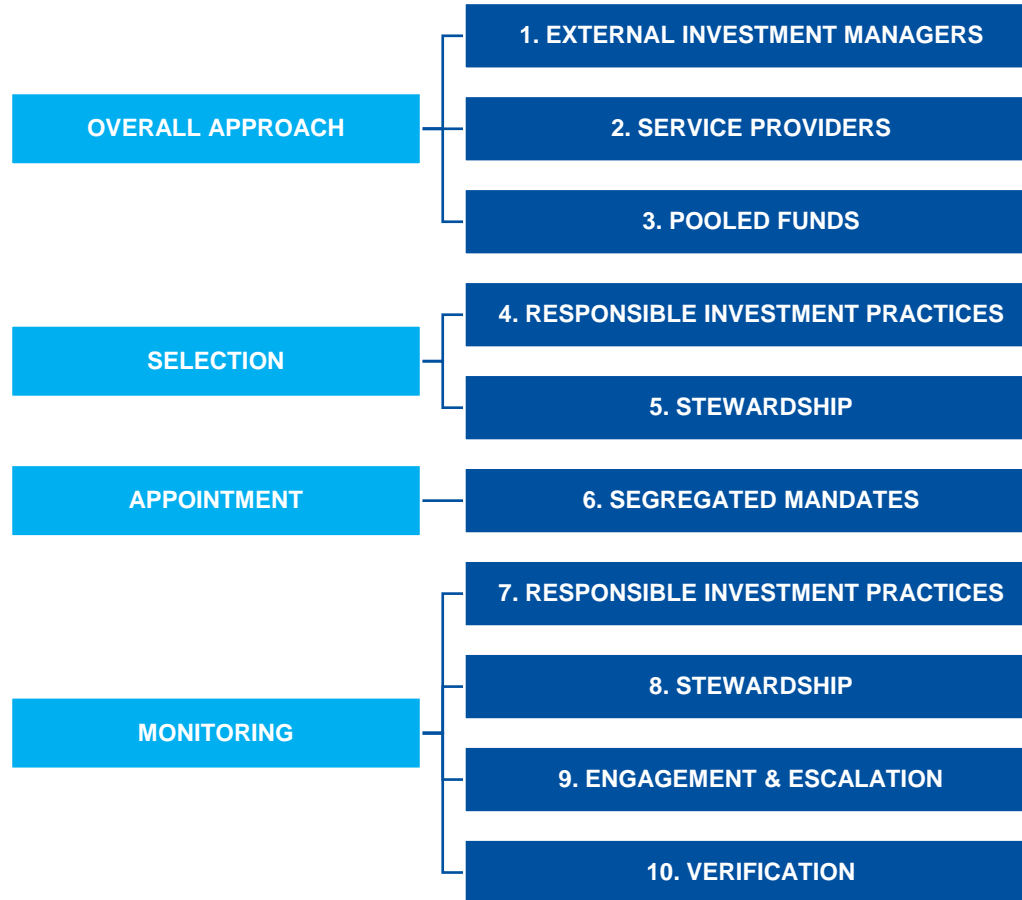 OVERALL APPROACH
1. EXTERNAL INVESTMENT MANAGERS
2. SERVICE PROVIDERS
3. POOLED FUNDS
SELECTION
4. RESPONSIBLE INVESTMENT PRACTICES
5. STEWARDSHIP
APPOINTMENT
6. SEGREGATED MANDATES
MONITORING
7. RESPONSIBLE INVESTMENT PRACTICES
8. STEWARDSHIP
9. ENGAGEMENT & ESCALATION
10. VERIFICATION